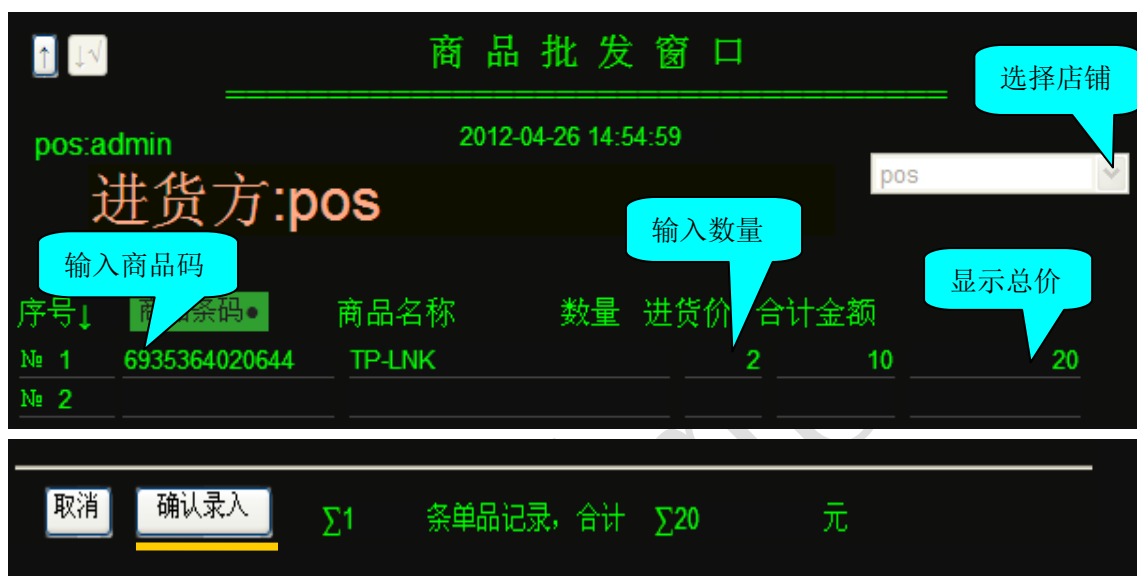 ↑ ↓√ 商品批发窗口
选择店铺
pos:admin 2012-04-26 14:54:59
pos
进货方:pos
输入数量
输入商品码
显示总价
序号↓ 商品条码● 商品名称 数量 进货价 合计金额
№ 1 6935364020644 TP-LNK 2 10 20
№ 2
取消 确认录入 ∑1 条单品记录，合计 ∑20 元